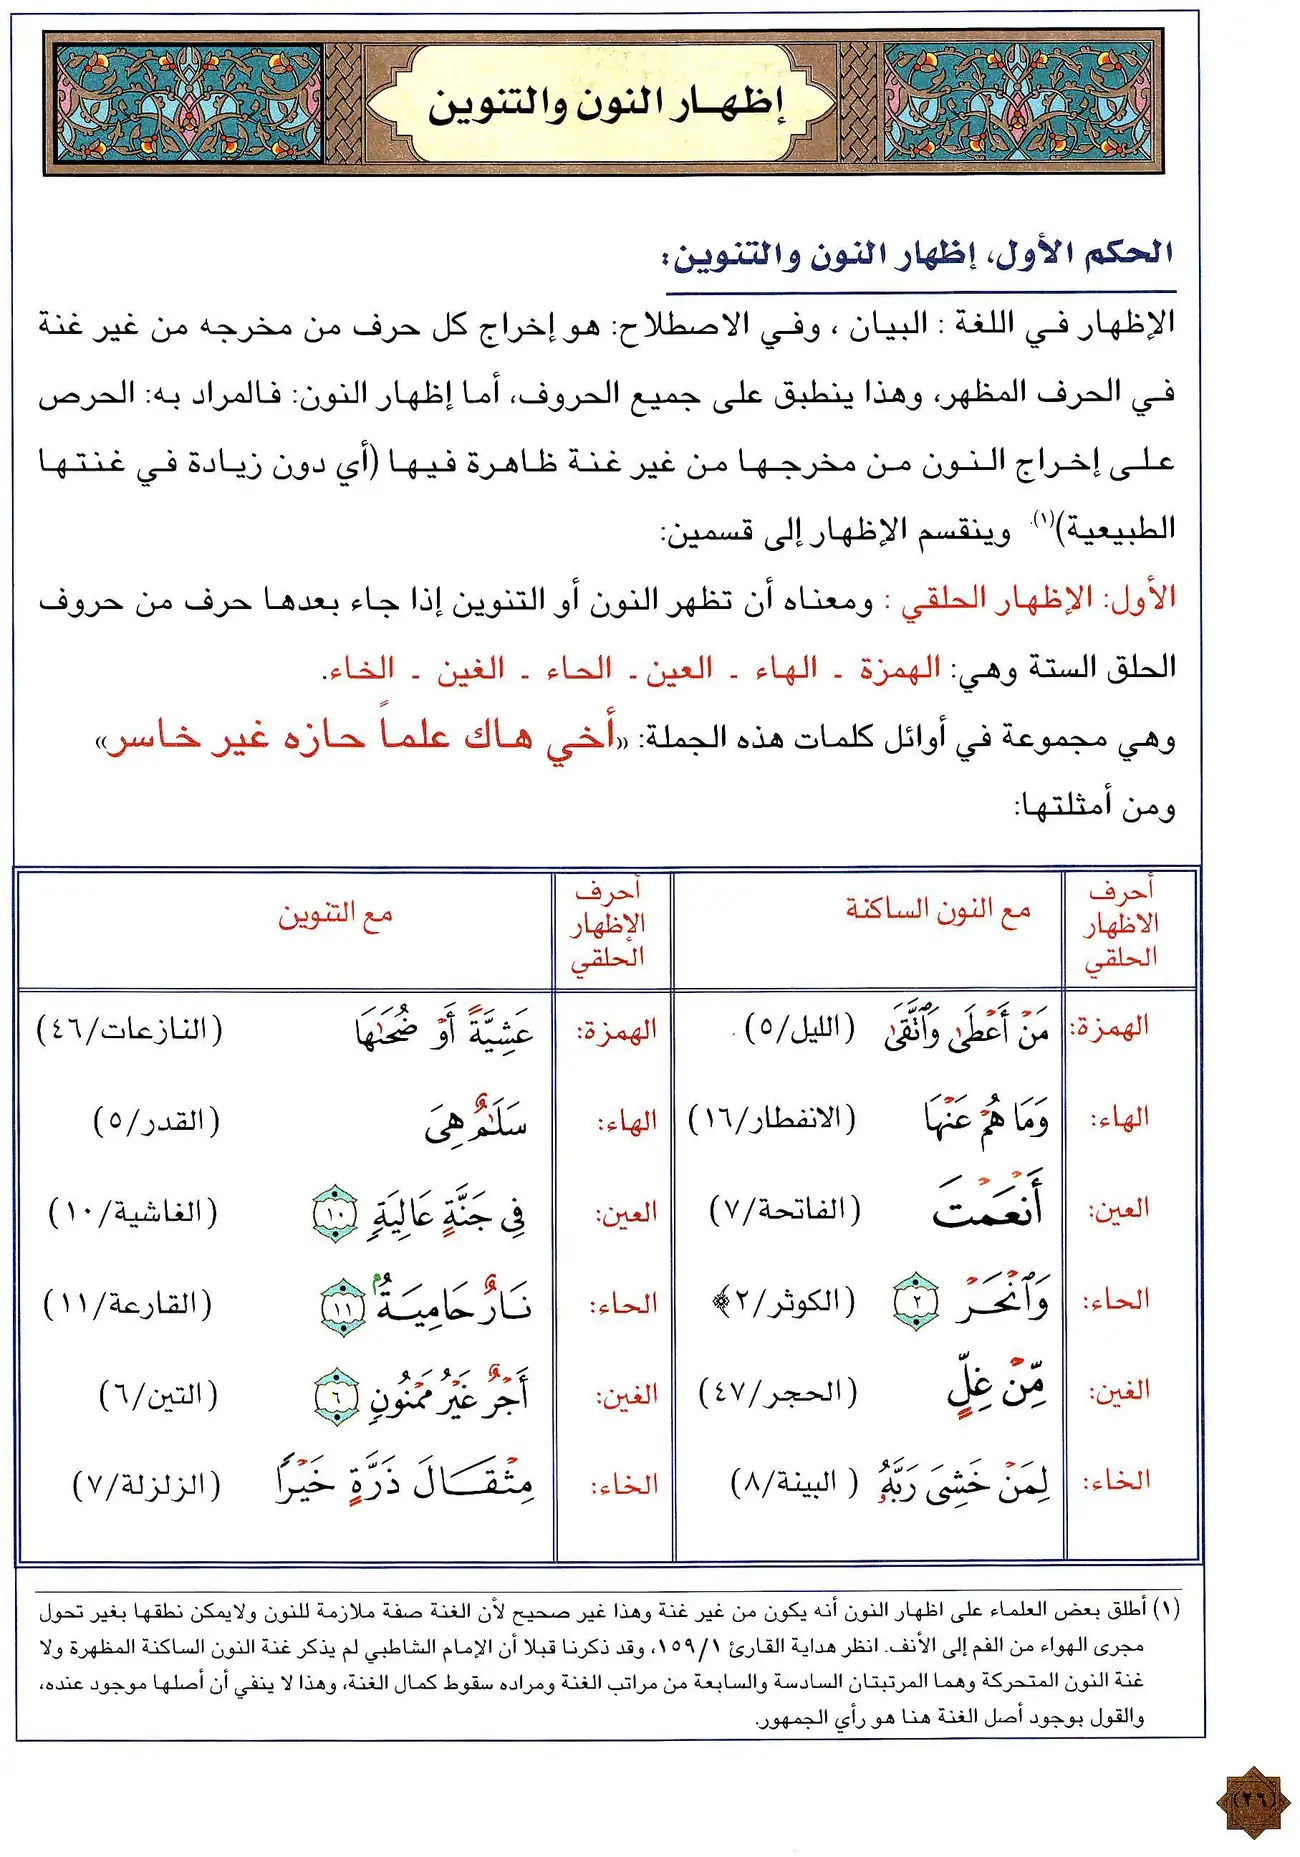 إظهار النون والتنوين
الحكم الأول، إظهار النون والتنوين:
الإظهار في اللغة : البيان ، وفي الاصطلاح: هو إخراج كل حرف من مخرجه من غير غنة
في الحرف المظهر، وهذا ينطبق على جميع الحروف، أما إظهار النون: فالمراد به: الحرص
على إخراج النون من مخرجها من غير غنة ظاهرة فيها (أي دون زيادة في غنتها
الطبيعية)(١). وينقسم الإظهار إلى قسمين:
الأول: الإظهار الحلقي : ومعناه أن تظهر النون أو التنوين إذا جاء بعدها حرف من حروف
الحلق الستة وهي: الهمزة ـ الهاء ـ العين ـ الحاء ـ الغين ـ الخاء.
وهي مجموعة في أوائل كلمات هذه الجملة: «أخي هاك علماً حازه غير خاسر»
ومن أمثلتها:
أحرف الاظهار الحلقي مع النون الساكنة أحرف الإظهار الحلقي مع التنوين
الهمزة: مَنْ أَعْطَىٰ وَٱتَّقَىٰ (الليل/٥). الهمزة: عَشِيَّةً أَوْ ضُحَىٰهَا (النازعات/٤٦)
الهاء: وَمَا هُمْ عَنْهَا (الانفطار/١٦) الهاء: سَلَـٰمٌ هِىَ (القدر/٥)
العين: أَنْعَمْتَ (الفاتحة/٧) العين: فِى جَنَّةٍ عَالِيَةٍ ١٠ (الغاشية/١٠)
الحاء: وَٱنْحَرْ ٢ (الكوثر/٢﴾ الحاء: نَارٌ حَامِيَةٌۢ ١١ (القارعة/١١)
الغين: مِّنْ غِلٍّ (الحجر/٤٧) الغين: أَجْرٌ غَيْرُ مَمْنُونٍ ٦ (التين/٦)
الخاء: لِمَنْ خَشِىَ رَبَّهُۥ ( البينة/٨) الخاء: مِثْقَـالَ ذَرَّةٍ خَيْرًا (الزلزلة/٧)
(١) أطلق بعض العلماء على اظهار النون أنه يكون من غير غنة وهذا غير صحيح لأن الغنة صفة ملازمة للنون ولايمكن نطقها بغير تحول
مجرى الهواء من الفم إلى الأنف. انظر هداية القارئ ١/١٥٩، وقد ذكرنا قبلا أن الإمام الشاطبي لم يذكر غنة النون الساكنة المظهرة ولا
غنة النون المتحركة وهما المرتبتان السادسة والسابعة من مراتب الغنة ومراده سقوط كمال الغنة، وهذا لا ينفي أن أصلها موجود عنده،
والقول بوجود أصل الغنة هنا هو رأي الجمهور.
(٢٦)